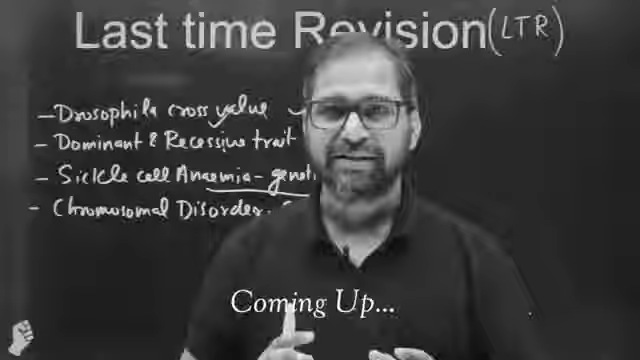 Last time Revision (LTR)
- Drosophila cross value
- Dominant & Recessive trait
- Sickle cell Anaemia - geneti
- Chromosomal Disorder.
Coming Up...